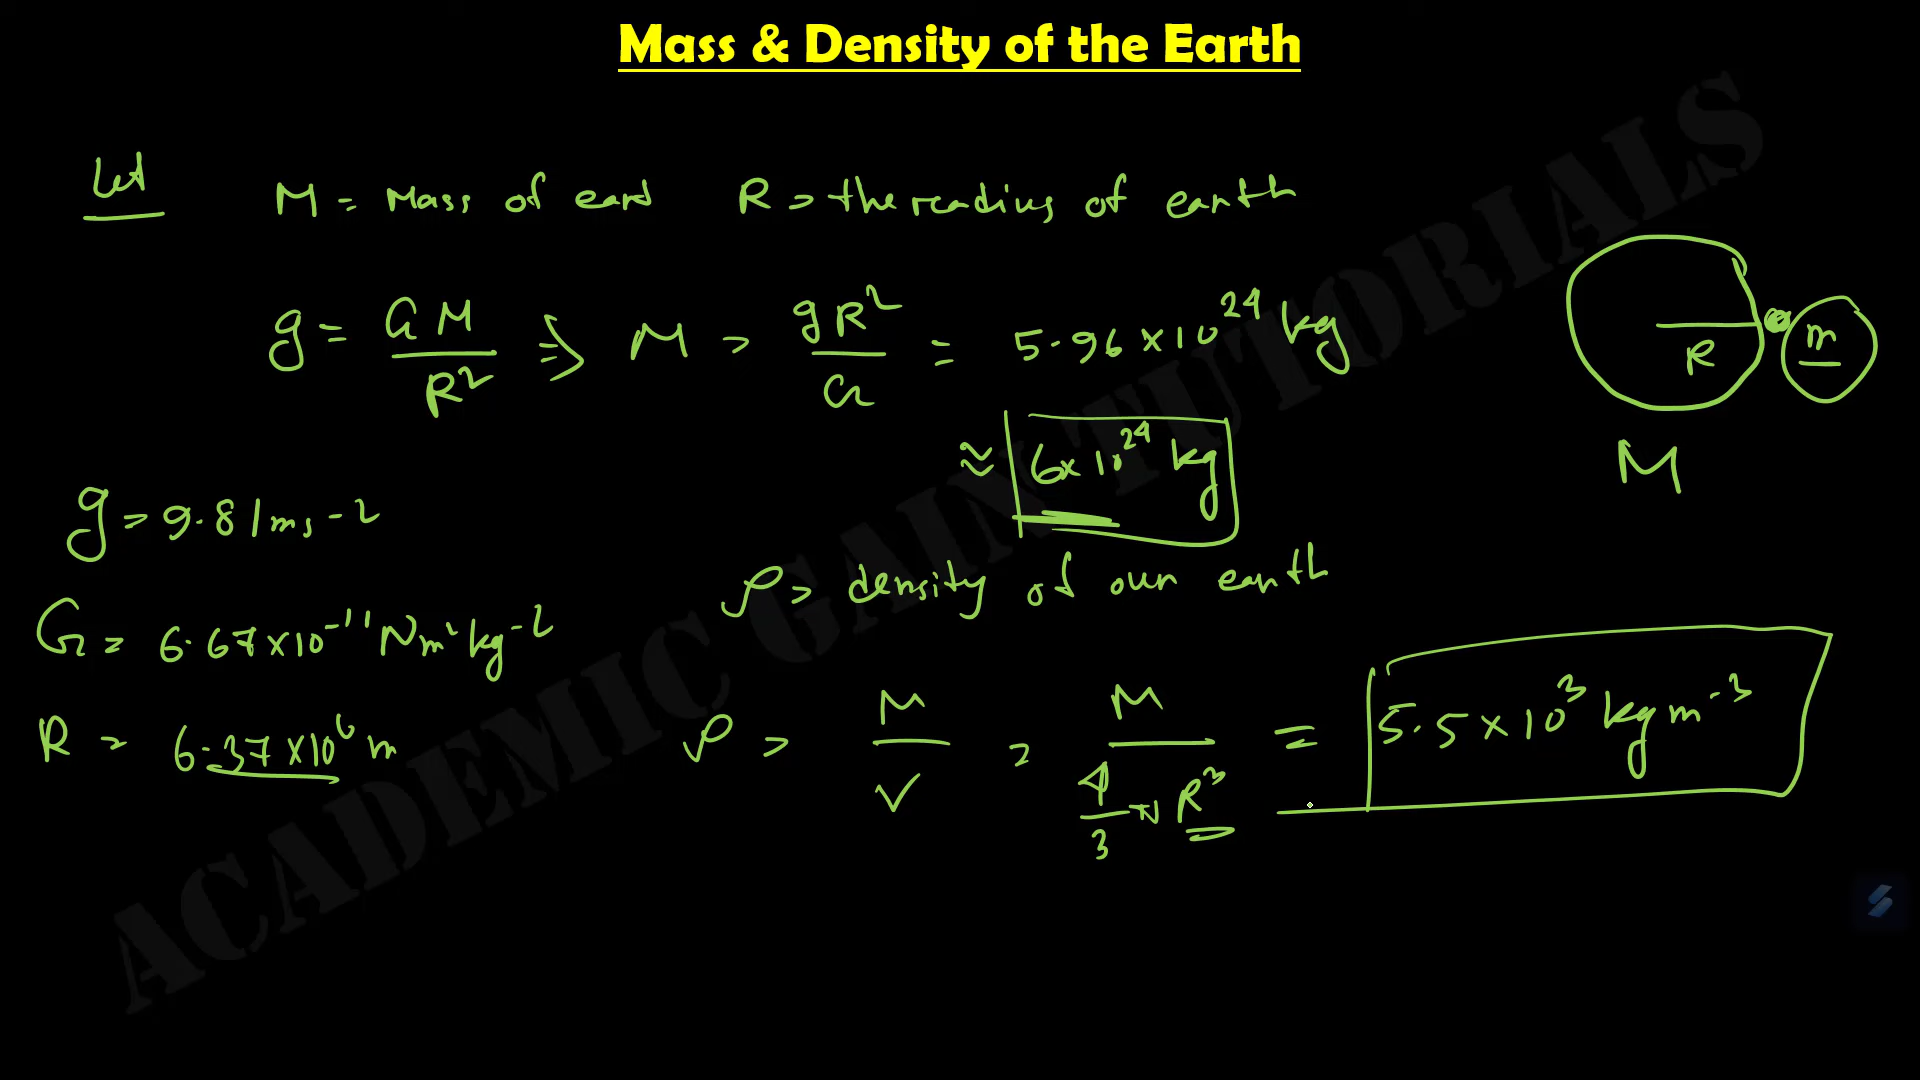 Mass & Density of the Earth
Let M = Mass of eart R = the readius of earth
g = GM/R² ⇒ M = gR²/G = 5.96 × 10²⁴ kg
R
m
≈ 6 × 10²⁴ kg
M
g = 9.81 ms-2
ρ = density of our earth
G = 6.67 × 10⁻¹¹ Nm² kg-2
R = 6.37 × 10⁶ m
ρ = M/V = M/(4/3 π R³) = 5.5 × 10³ kg m⁻³
ACADEMIC GAIN TUTORIALS